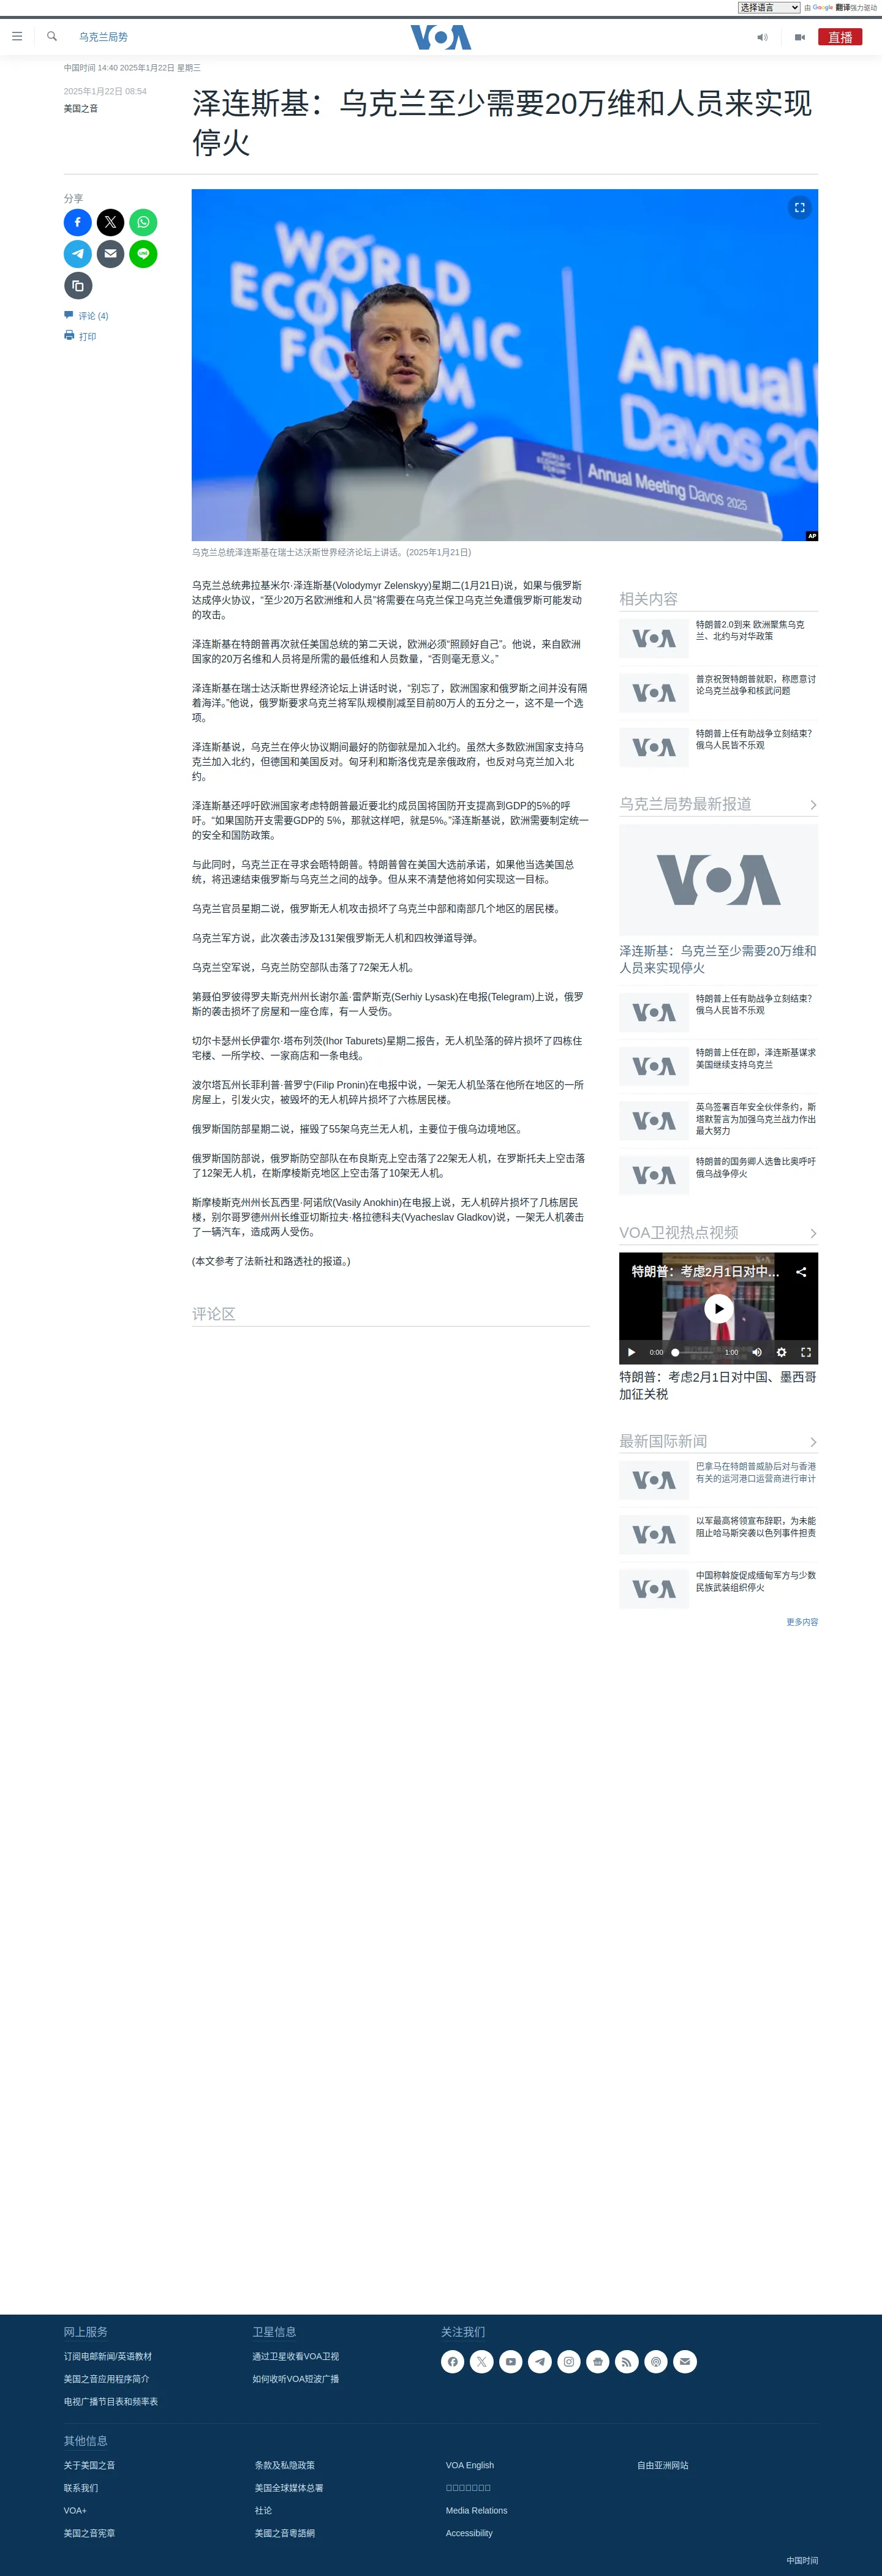 选择语言 由 Google 翻译强力驱动
乌克兰局势
VOA
直播
中国时间 14:40 2025年1月22日 星期三
2025年1月22日 08:54
美国之音
泽连斯基：乌克兰至少需要20万维和人员来实现
停火
分享
评论 (4)
打印
WORLD
ECONOMIC
FORUM
Annual
WORLD
ECONOMIC
FORUM
Annual Meeting Davos 2025
AP
乌克兰总统泽连斯基在瑞士达沃斯世界经济论坛上讲话。(2025年1月21日)
乌克兰总统弗拉基米尔·泽连斯基(Volodymyr Zelenskyy)星期二(1月21日)说，如果与俄罗斯
达成停火协议，“至少20万名欧洲维和人员”将需要在乌克兰保卫乌克兰免遭俄罗斯可能发动
的攻击。
泽连斯基在特朗普再次就任美国总统的第二天说，欧洲必须“照顾好自己”。他说，来自欧洲
国家的20万名维和人员将是所需的最低维和人员数量，“否则毫无意义。”
泽连斯基在瑞士达沃斯世界经济论坛上讲话时说，“别忘了，欧洲国家和俄罗斯之间并没有隔
着海洋。”他说，俄罗斯要求乌克兰将军队规模削减至目前80万人的五分之一，这不是一个选
项。
泽连斯基说，乌克兰在停火协议期间最好的防御就是加入北约。虽然大多数欧洲国家支持乌
克兰加入北约，但德国和美国反对。匈牙利和斯洛伐克是亲俄政府，也反对乌克兰加入北
约。
泽连斯基还呼吁欧洲国家考虑特朗普最近要北约成员国将国防开支提高到GDP的5%的呼
吁。“如果国防开支需要GDP的 5%，那就这样吧，就是5%。”泽连斯基说，欧洲需要制定统一
的安全和国防政策。
与此同时，乌克兰正在寻求会晤特朗普。特朗普曾在美国大选前承诺，如果他当选美国总
统，将迅速结束俄罗斯与乌克兰之间的战争。但从来不清楚他将如何实现这一目标。
乌克兰官员星期二说，俄罗斯无人机攻击损坏了乌克兰中部和南部几个地区的居民楼。
乌克兰军方说，此次袭击涉及131架俄罗斯无人机和四枚弹道导弹。
乌克兰空军说，乌克兰防空部队击落了72架无人机。
第聂伯罗彼得罗夫斯克州州长谢尔盖·雷萨斯克(Serhiy Lysask)在电报(Telegram)上说，俄罗
斯的袭击损坏了房屋和一座仓库，有一人受伤。
切尔卡瑟州长伊霍尔·塔布列茨(Ihor Taburets)星期二报告，无人机坠落的碎片损坏了四栋住
宅楼、一所学校、一家商店和一条电线。
波尔塔瓦州长菲利普·普罗宁(Filip Pronin)在电报中说，一架无人机坠落在他所在地区的一所
房屋上，引发火灾，被毁坏的无人机碎片损坏了六栋居民楼。
俄罗斯国防部星期二说，摧毁了55架乌克兰无人机，主要位于俄乌边境地区。
俄罗斯国防部说，俄罗斯防空部队在布良斯克上空击落了22架无人机，在罗斯托夫上空击落
了12架无人机，在斯摩棱斯克地区上空击落了10架无人机。
斯摩棱斯克州州长瓦西里·阿诺欣(Vasily Anokhin)在电报上说，无人机碎片损坏了几栋居民
楼，别尔哥罗德州州长维亚切斯拉夫·格拉德科夫(Vyacheslav Gladkov)说，一架无人机袭击
了一辆汽车，造成两人受伤。
(本文参考了法新社和路透社的报道。)
评论区
相关内容
VOA
特朗普2.0到来 欧洲聚焦乌克
兰、北约与对华政策
VOA
普京祝贺特朗普就职，称愿意讨
论乌克兰战争和核武问题
VOA
特朗普上任有助战争立刻结束？
俄乌人民皆不乐观
乌克兰局势最新报道
VOA
泽连斯基：乌克兰至少需要20万维和
人员来实现停火
VOA
特朗普上任有助战争立刻结束？
俄乌人民皆不乐观
VOA
特朗普上任在即，泽连斯基谋求
美国继续支持乌克兰
VOA
英乌签署百年安全伙伴条约，斯
塔默誓言为加强乌克兰战力作出
最大努力
VOA
特朗普的国务卿人选鲁比奥呼吁
俄乌战争停火
VOA卫视热点视频
特朗普：考虑2月1日对中...
0:00
1:00
特朗普：考虑2月1日对中国、墨西哥
加征关税
最新国际新闻
VOA
巴拿马在特朗普威胁后对与香港
有关的运河港口运营商进行审计
VOA
以军最高将领宣布辞职，为未能
阻止哈马斯突袭以色列事件担责
VOA
中国称斡旋促成缅甸军方与少数
民族武装组织停火
更多内容
网上服务
订阅电邮新闻/英语教材
美国之音应用程序简介
电视广播节目表和频率表
卫星信息
通过卫星收看VOA卫视
如何收听VOA短波广播
关注我们
其他信息
关于美国之音
联系我们
VOA+
美国之音宪章
条款及私隐政策
美国全球媒体总署
社论
美國之音粵語網
VOA English
Media Relations
Accessibility
自由亚洲网站
中国时间